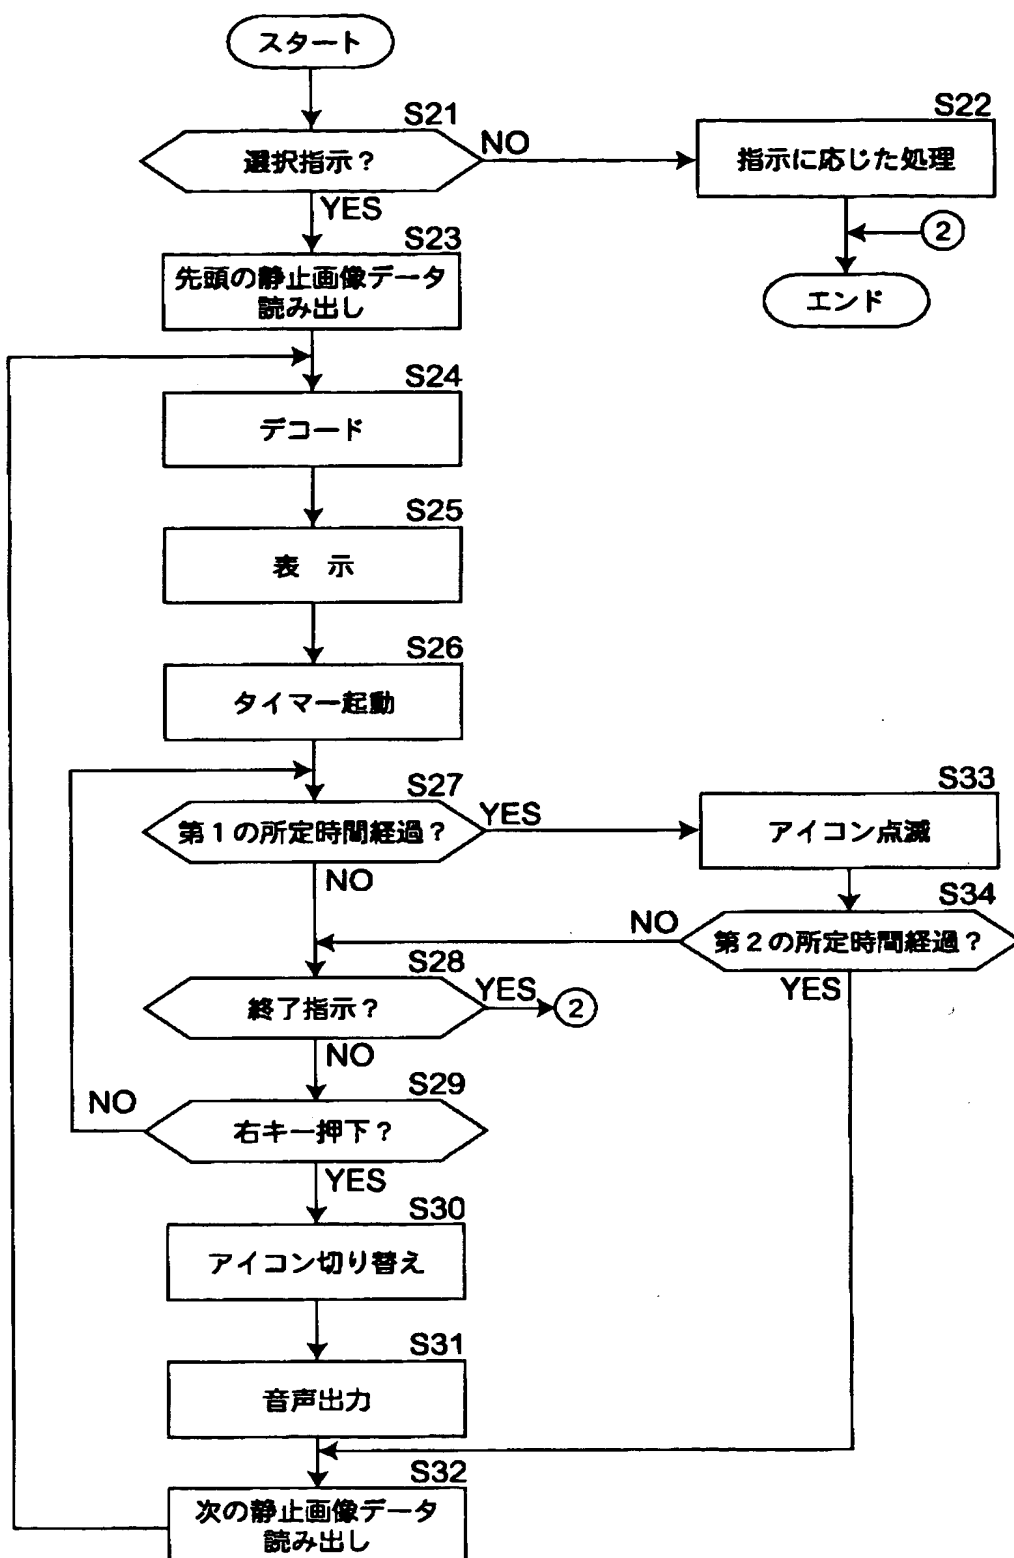 スタート
S21
選択指示？
NO
YES
S22
指示に応じた処理
2
エンド
S23
先頭の静止画像データ
読み出し
S24
デコード
S25
表 示
S26
タイマー起動
S27
第１の所定時間経過？
YES
NO
S33
アイコン点滅
S34
第２の所定時間経過？
NO
YES
S28
終了指示？
YES
2
NO
S29
右キー押下？
NO
YES
S30
アイコン切り替え
S31
音声出力
S32
次の静止画像データ
読み出し